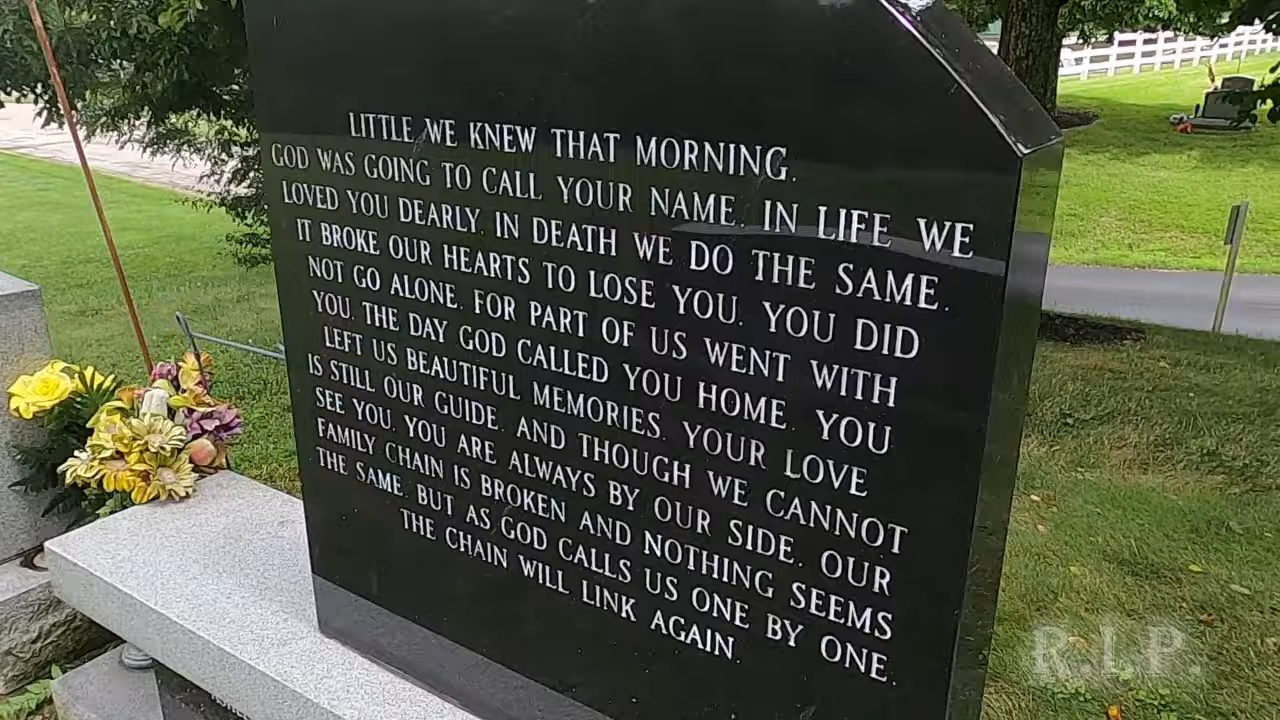 LITTLE WE KNEW THAT MORNING.
GOD WAS GOING TO CALL YOUR NAME. IN LIFE WE
LOVED YOU DEARLY. IN DEATH WE DO THE SAME.
IT BROKE OUR HEARTS TO LOSE YOU. YOU DID
NOT GO ALONE. FOR PART OF US WENT WITH
YOU. THE DAY GOD CALLED YOU HOME. YOU
LEFT US BEAUTIFUL MEMORIES. YOUR LOVE
IS STILL OUR GUIDE. AND THOUGH WE CANNOT
SEE YOU. YOU ARE ALWAYS BY OUR SIDE. OUR
FAMILY CHAIN IS BROKEN AND NOTHING SEEMS
THE SAME. BUT AS GOD CALLS US ONE BY ONE.
THE CHAIN WILL LINK AGAIN.
R.I.P.